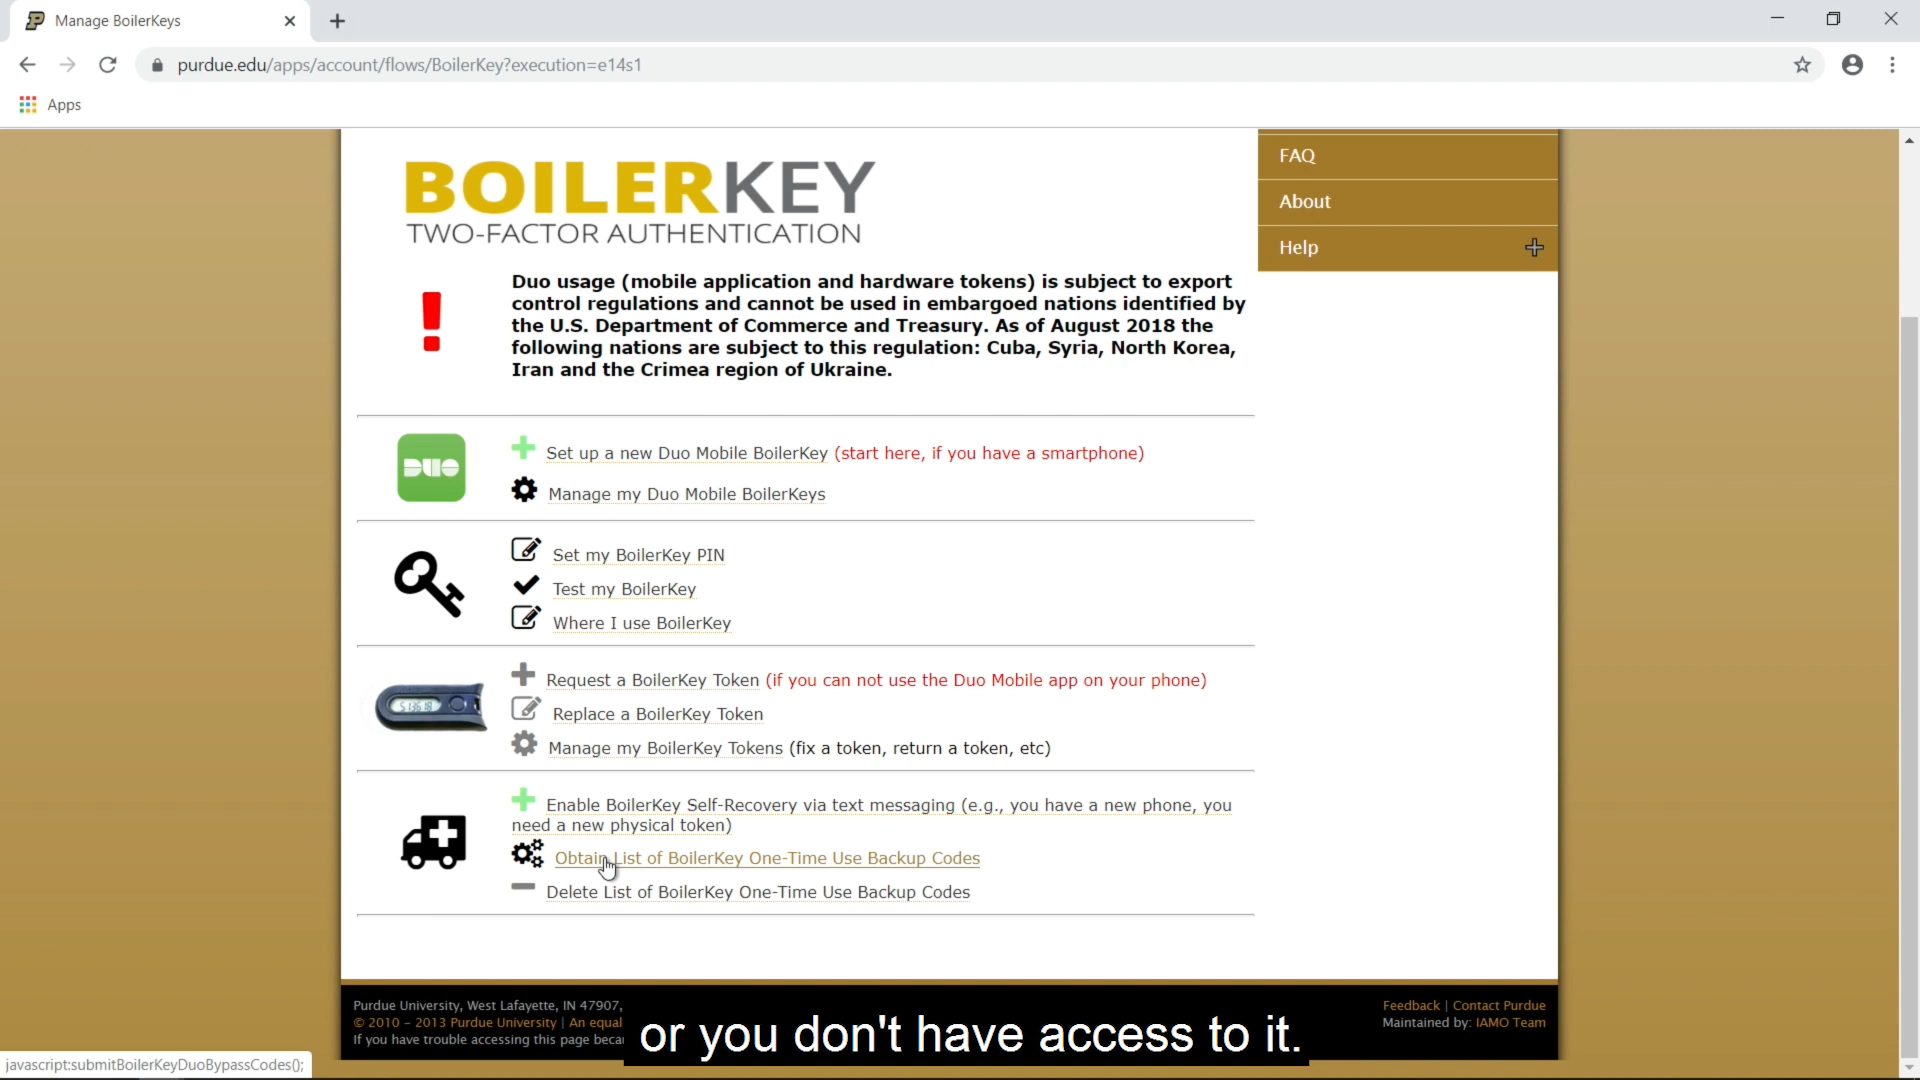 Manage BoilerKeys
purdue.edu/apps/account/flows/BoilerKey?execution=e14s1
Apps
FAQ
About
Help
BOILERKEY
TWO-FACTOR AUTHENTICATION
Duo usage (mobile application and hardware tokens) is subject to export
control regulations and cannot be used in embargoed nations identified by
the U.S. Department of Commerce and Treasury. As of August 2018 the
following nations are subject to this regulation: Cuba, Syria, North Korea,
Iran and the Crimea region of Ukraine.
DUO
Set up a new Duo Mobile BoilerKey (start here, if you have a smartphone)
Manage my Duo Mobile BoilerKeys
Set my BoilerKey PIN
Test my BoilerKey
Where I use BoilerKey
Request a BoilerKey Token (if you can not use the Duo Mobile app on your phone)
Replace a BoilerKey Token
Manage my BoilerKey Tokens (fix a token, return a token, etc)
Enable BoilerKey Self-Recovery via text messaging (e.g., you have a new phone, you
need a new physical token)
Obtain List of BoilerKey One-Time Use Backup Codes
Delete List of BoilerKey One-Time Use Backup Codes
Purdue University, West Lafayette, IN 47907,
© 2010 - 2013 Purdue University | An equal
If you have trouble accessing this page beca
Feedback | Contact Purdue
Maintained by: IAMO Team
or you don't have access to it.
javascript:submitBoilerKeyDuoBypassCodes();